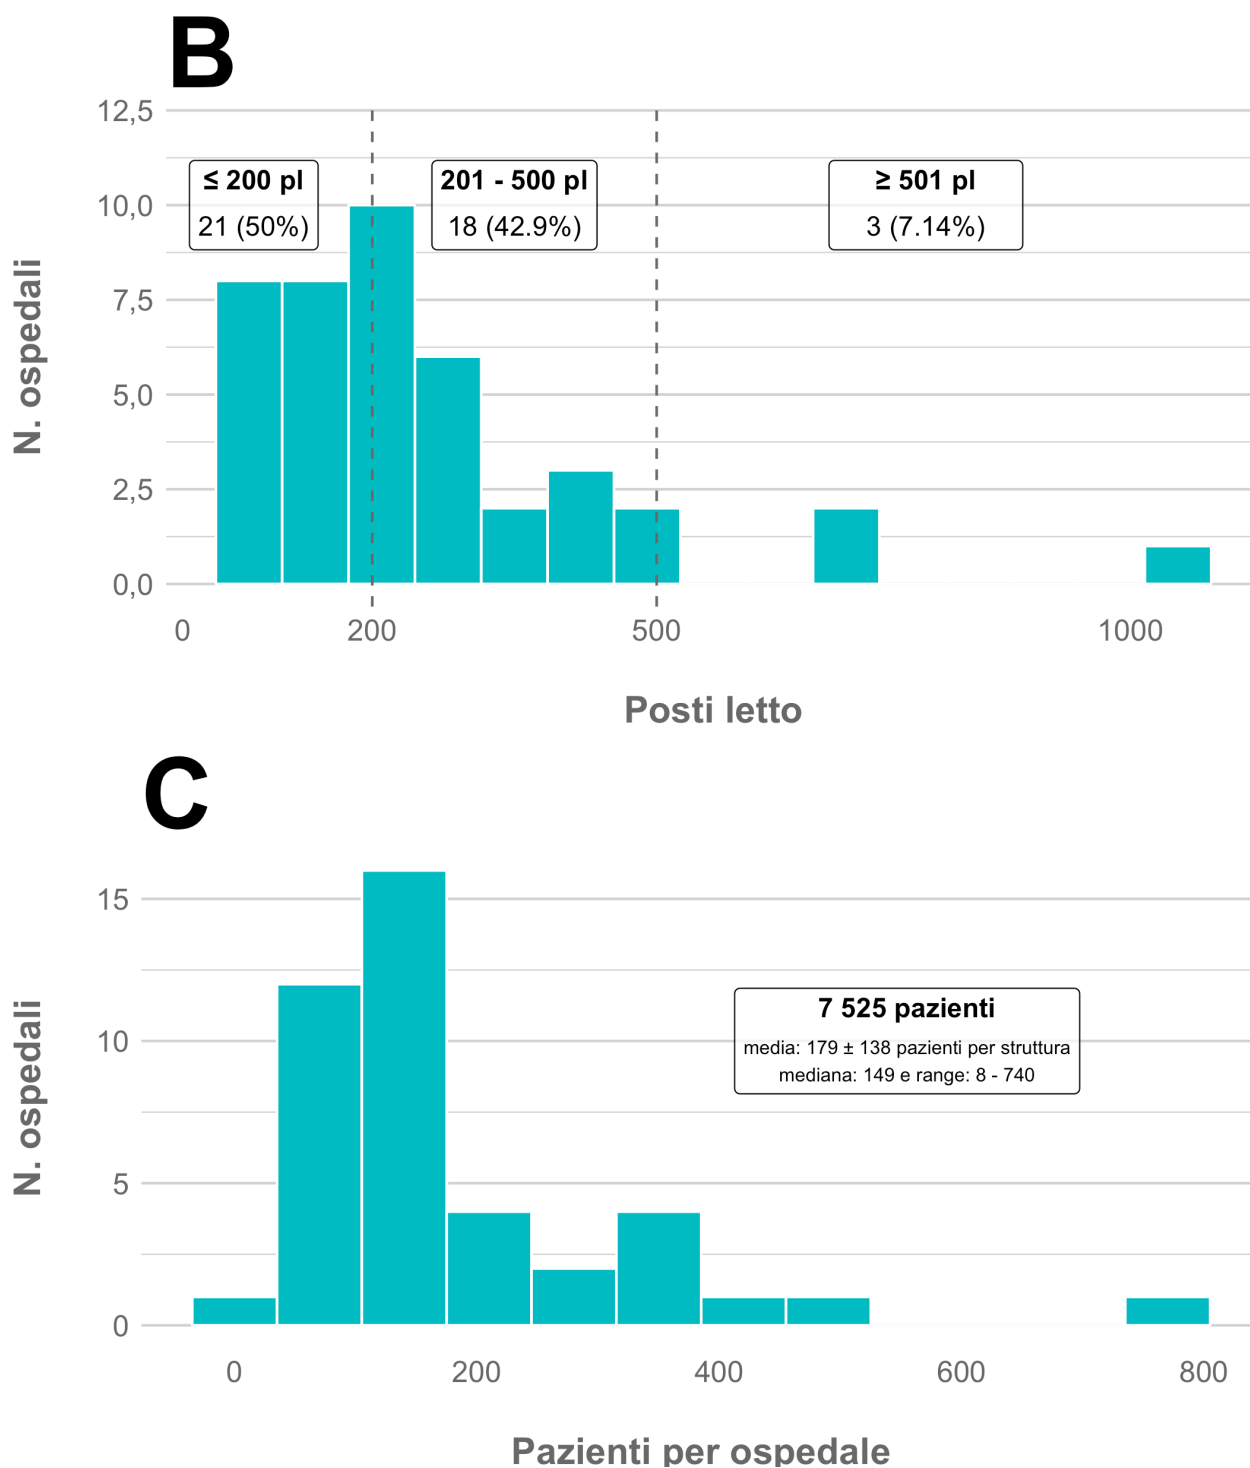 B
12,5
10,0
7,5
5,0
2,5
0,0
N. ospedali
≤ 200 pl
21 (50%)
201 - 500 pl
18 (42.9%)
≥ 501 pl
3 (7.14%)
0 200 500 1000
Posti letto
C
15
10
5
0
N. ospedali
7 525 pazienti
media: 179 ± 138 pazienti per struttura
mediana: 149 e range: 8 - 740
0 200 400 600 800
Pazienti per ospedale